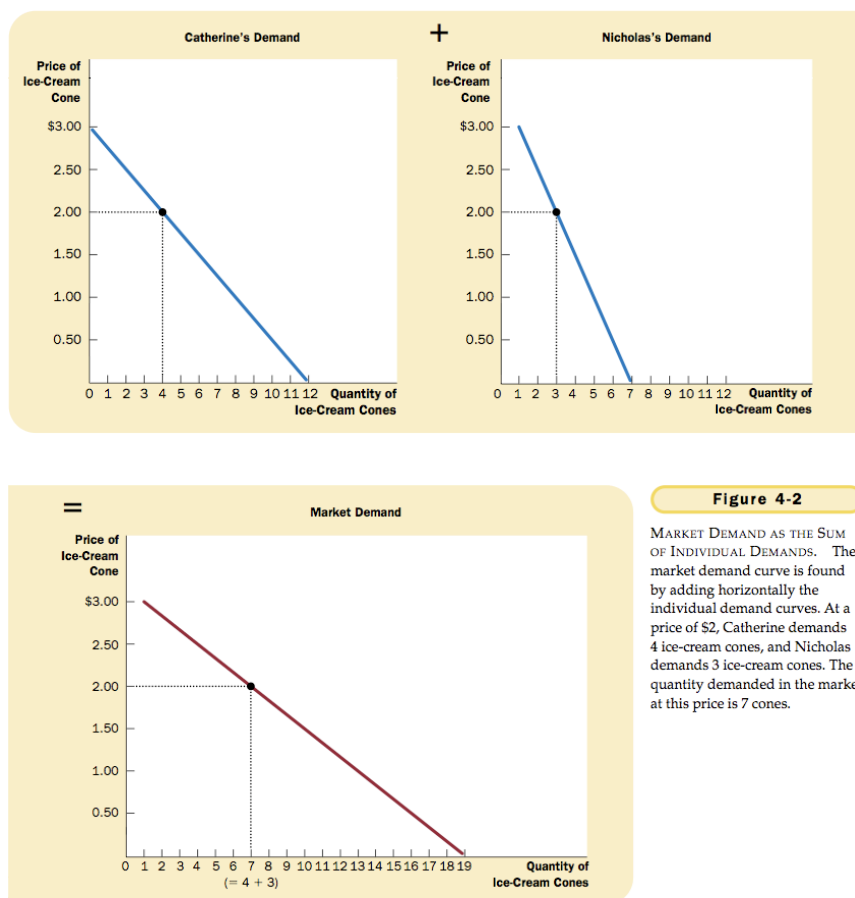 Catherine's Demand
+
Nicholas's Demand
Price of
Ice-Cream
Cone
$3.00
2.50
2.00
1.50
1.00
0.50
0 1 2 3 4 5 6 7 8 9 10 11 12
Quantity of
Ice-Cream Cones
Price of
Ice-Cream
Cone
$3.00
2.50
2.00
1.50
1.00
0.50
0 1 2 3 4 5 6 7 8 9 10 11 12
Quantity of
Ice-Cream Cones
=
Market Demand
Price of
Ice-Cream
Cone
$3.00
2.50
2.00
1.50
1.00
0.50
0 1 2 3 4 5 6 7 8 9 10 11 12 13 14 15 16 17 18 19
(= 4 + 3)
Quantity of
Ice-Cream Cones
Figure 4-2
MARKET DEMAND AS THE SUM
OF INDIVIDUAL DEMANDS. The
market demand curve is found
by adding horizontally the
individual demand curves. At a
price of $2, Catherine demands
4 ice-cream cones, and Nicholas
demands 3 ice-cream cones. The
quantity demanded in the marke
at this price is 7 cones.